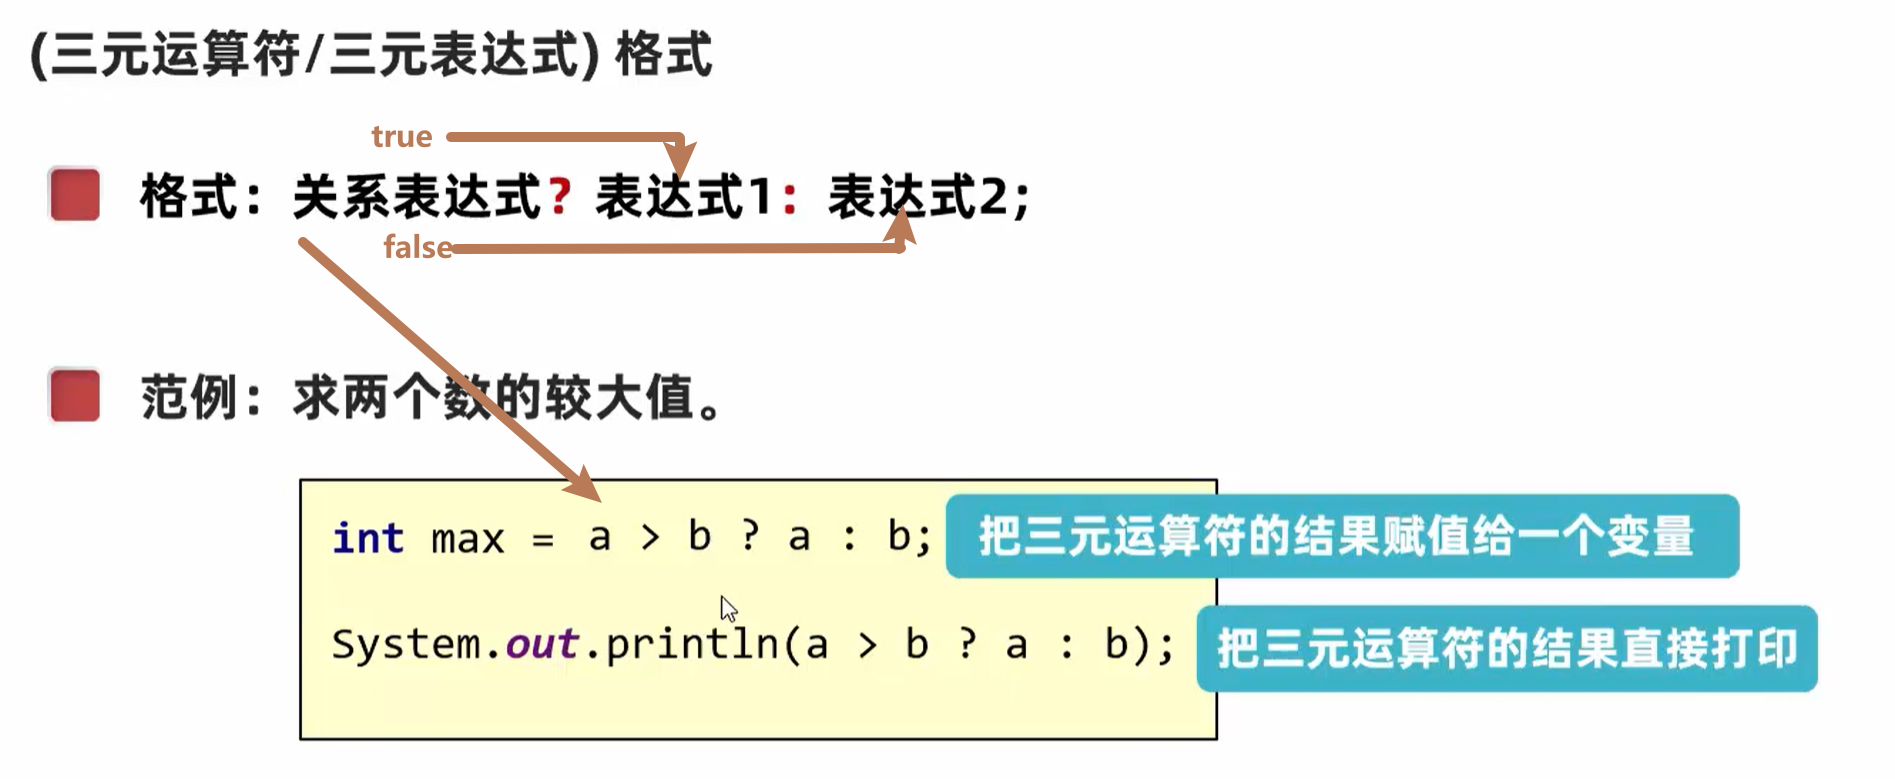 (三元运算符/三元表达式) 格式
true
格式：关系表达式？表达式1：表达式2；
false
范例：求两个数的较大值。
int max = a > b ? a : b;
把三元运算符的结果赋值给一个变量
System.out.println(a > b ? a : b);
把三元运算符的结果直接打印